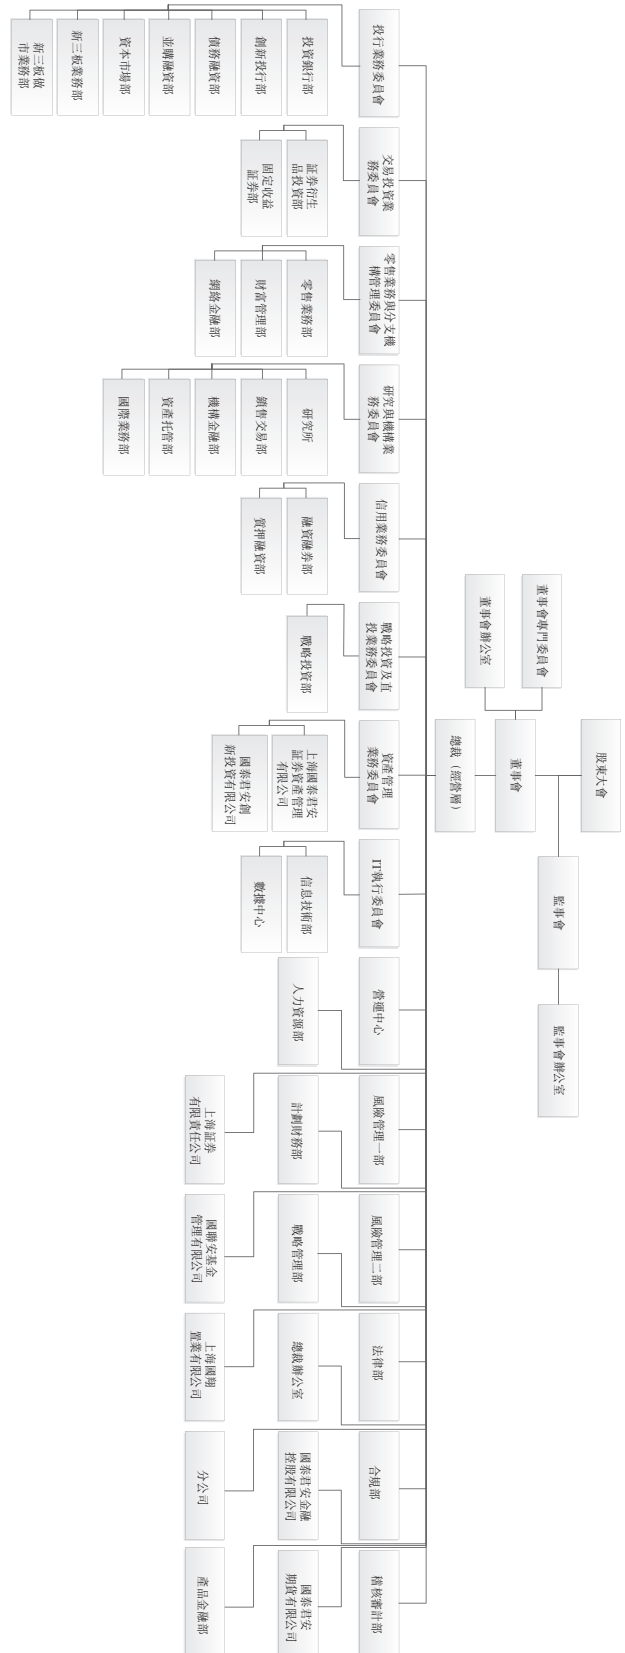 股東大會
監事會
監事會辦公室
董事會專門委員會
董事會辦公室
董事會
總裁（經營層）
投行業務委員會
投資銀行部
創新投行部
債務融資部
並購融資部
資本市場部
新三板業務部
新三板做
市業務部
交易投資業
務委員會
証券衍生
品投資部
固定收益
証券部
零售業務與分支機
構管理委員會
零售業務部
財富管理部
網絡金融部
研究與機構業
務委員會
研究所
銷售交易部
機構金融部
資產托管部
國際業務部
信用業務委員會
融資融券部
質押融資部
戰略投資及直
投業務委員會
戰略投資部
資產管理
業務委員會
上海國泰君安
証券資產管理
有限公司
國泰君安創
新投資有限公司
IT執行委員會
信息技術部
數據中心
營運中心
風險管理一部
風險管理二部
法律部
合規部
稽核審計部
人力資源部
計劃財務部
戰略管理部
總裁辦公室
國泰君安金融
控股有限公司
國泰君安
期貨有限公司
上海証券
有限責任公司
國聯安基金
管理有限公司
上海國翔
置業有限公司
分公司
產品金融部